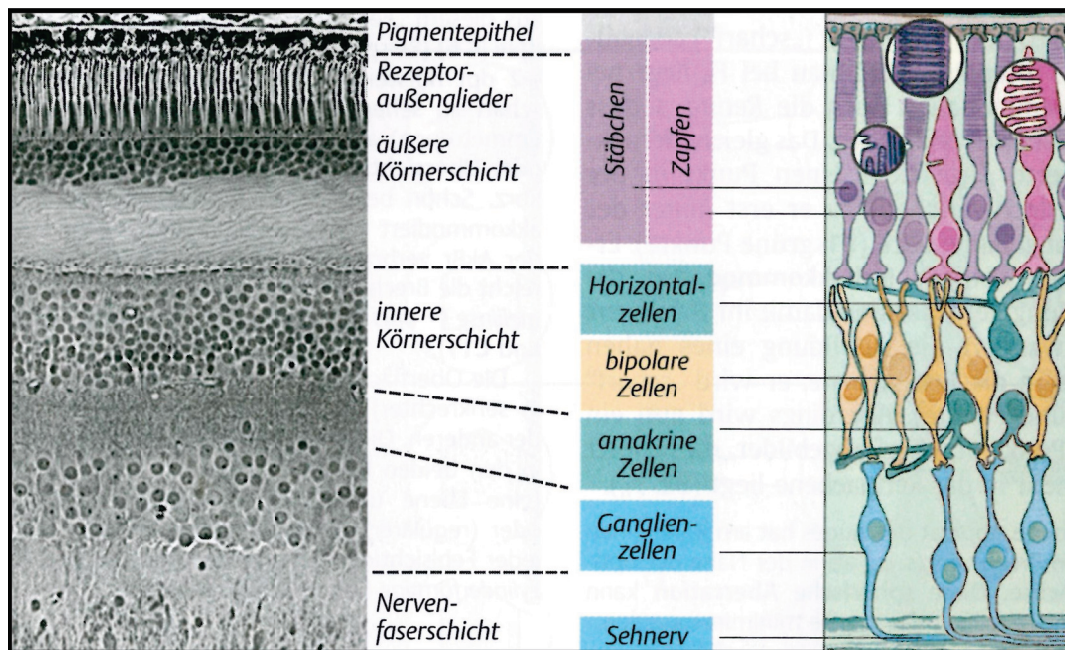 Pigmentepithel
Rezeptor-
außenglieder
äußere
Körnerschicht
innere
Körnerschicht
Nerven-
faserschicht
Stäbchen
Zapfen
Horizontal-
zellen
bipolare
Zellen
amakrine
Zellen
Ganglien-
zellen
Sehnerv